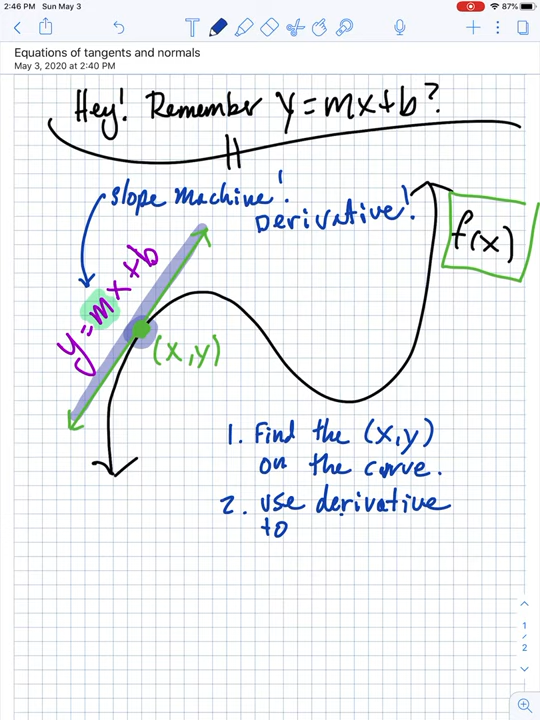 2:46 PM Sun May 3
87%
Equations of tangents and normals
May 3, 2020 at 2:40 PM
Hey! Remember y=mx+b?
slope machine!
Derivative!
f(x)
y=mx+b
(x,y)
1. Find the (x,y)
on the curve.
2. use derivative
to
1
/
2